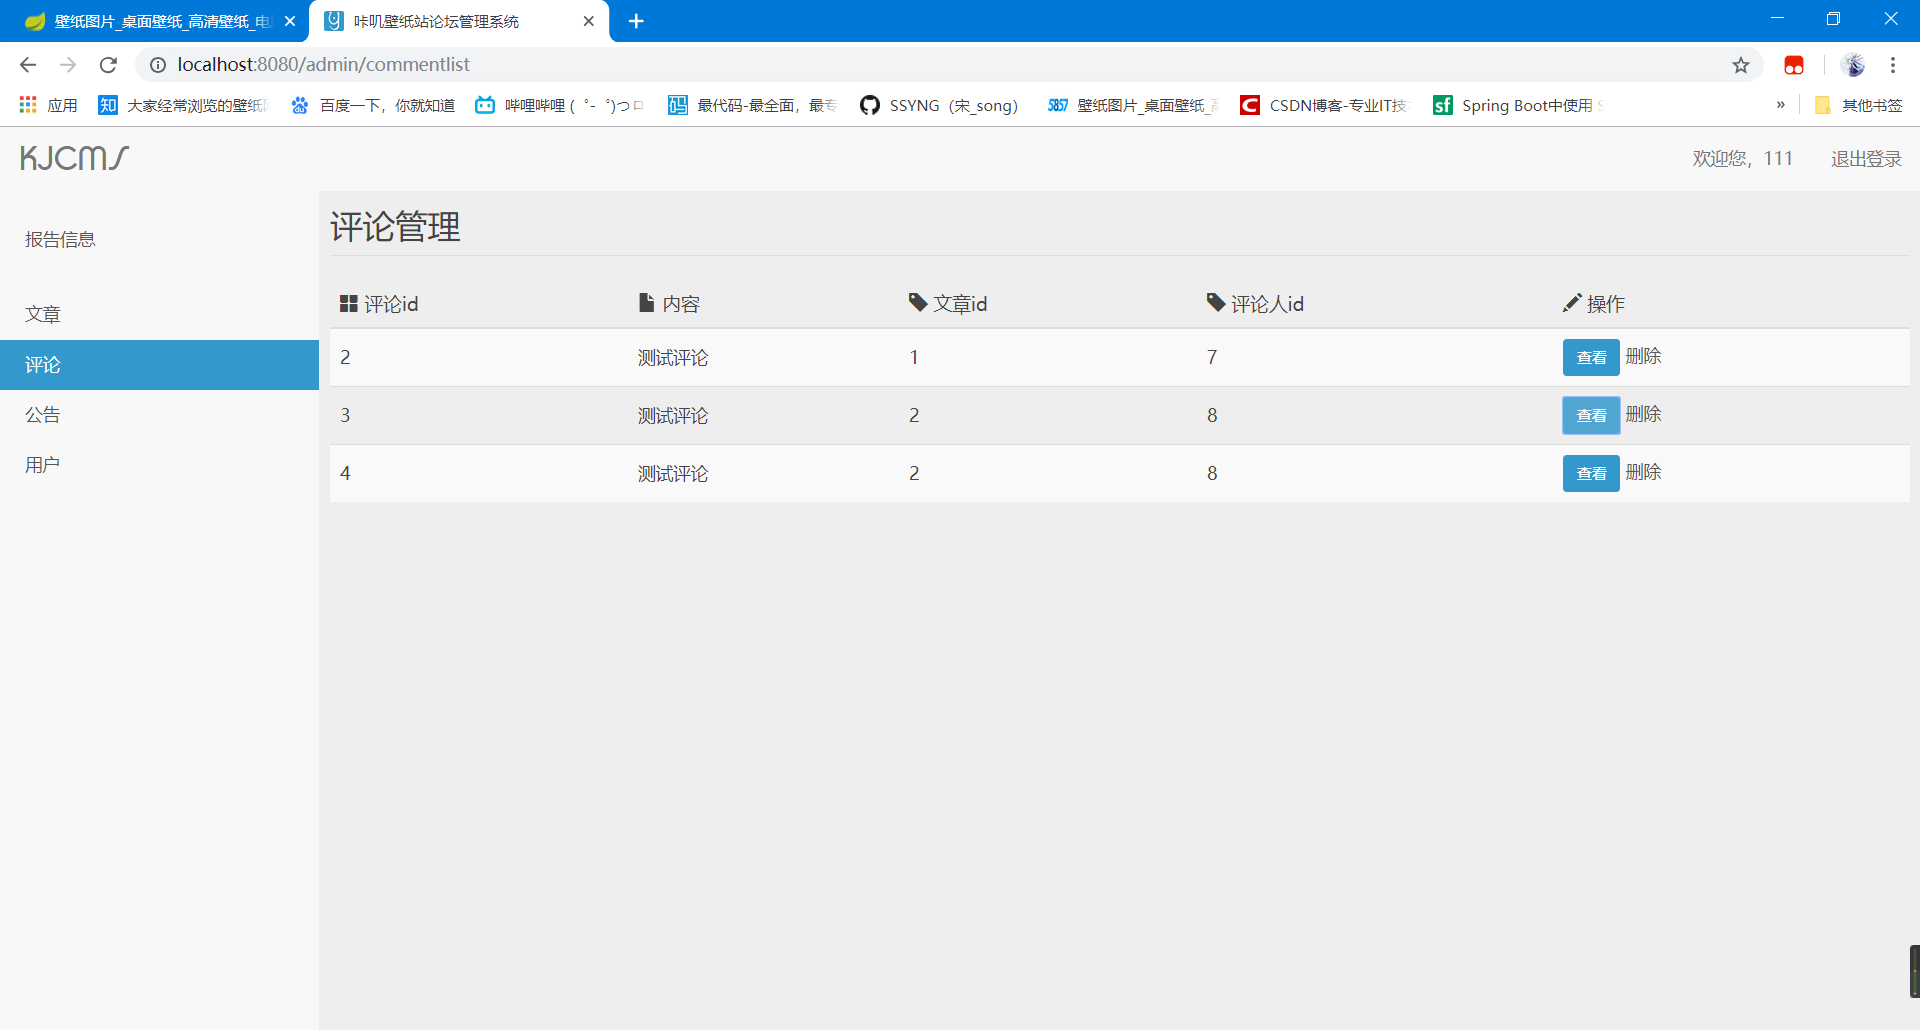 壁纸图片_桌面壁纸_高清壁纸_电
咔叽壁纸站论坛管理系统
localhost:8080/admin/commentlist
应用
知 大家经常浏览的壁纸
百度一下，你就知道
哔哩哔哩 ( ゜- ゜)つロ
码 最代码-最全面，最专
SSYNG（宋_song）
5857 壁纸图片_桌面壁纸_高
C CSDN博客-专业IT技
sf Spring Boot中使用 S
»
其他书签
KJCMS
欢迎您，111
退出登录
报告信息
文章
评论
公告
用户
评论管理
评论id 内容 文章id 评论人id 操作
2 测试评论 1 7 查看 删除
3 测试评论 2 8 查看 删除
4 测试评论 2 8 查看 删除